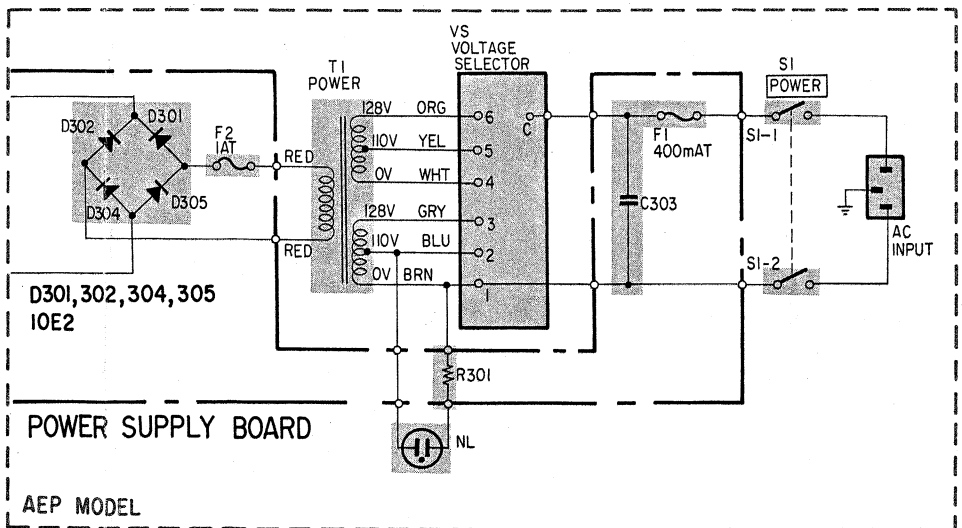 VS
VOLTAGE
SELECTOR
T1
POWER
S1
POWER
D302
D301
F2
1AT
RED
128V ORG 6
C
110V YEL 5
0V WHT 4
F1
400mAT
S1-1
D304
D305
RED
128V GRY 3
110V BLU 2
0V BRN 1
C303
AC
INPUT
S1-2
D301, 302, 304, 305
10E2
R301
POWER SUPPLY BOARD
NL
AEP MODEL